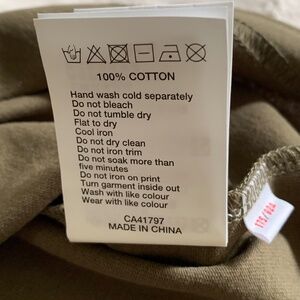 100% COTTON
Hand wash cold separately
Do not bleach
Do not tumble dry
Flat to dry
Cool iron
Do not dry clean
Do not iron trim
Do not soak more than
five minutes
Do not iron on print
Turn garment inside out
Wash with like colour
Wear with like colour
CA41797
MADE IN CHINA
175/92A